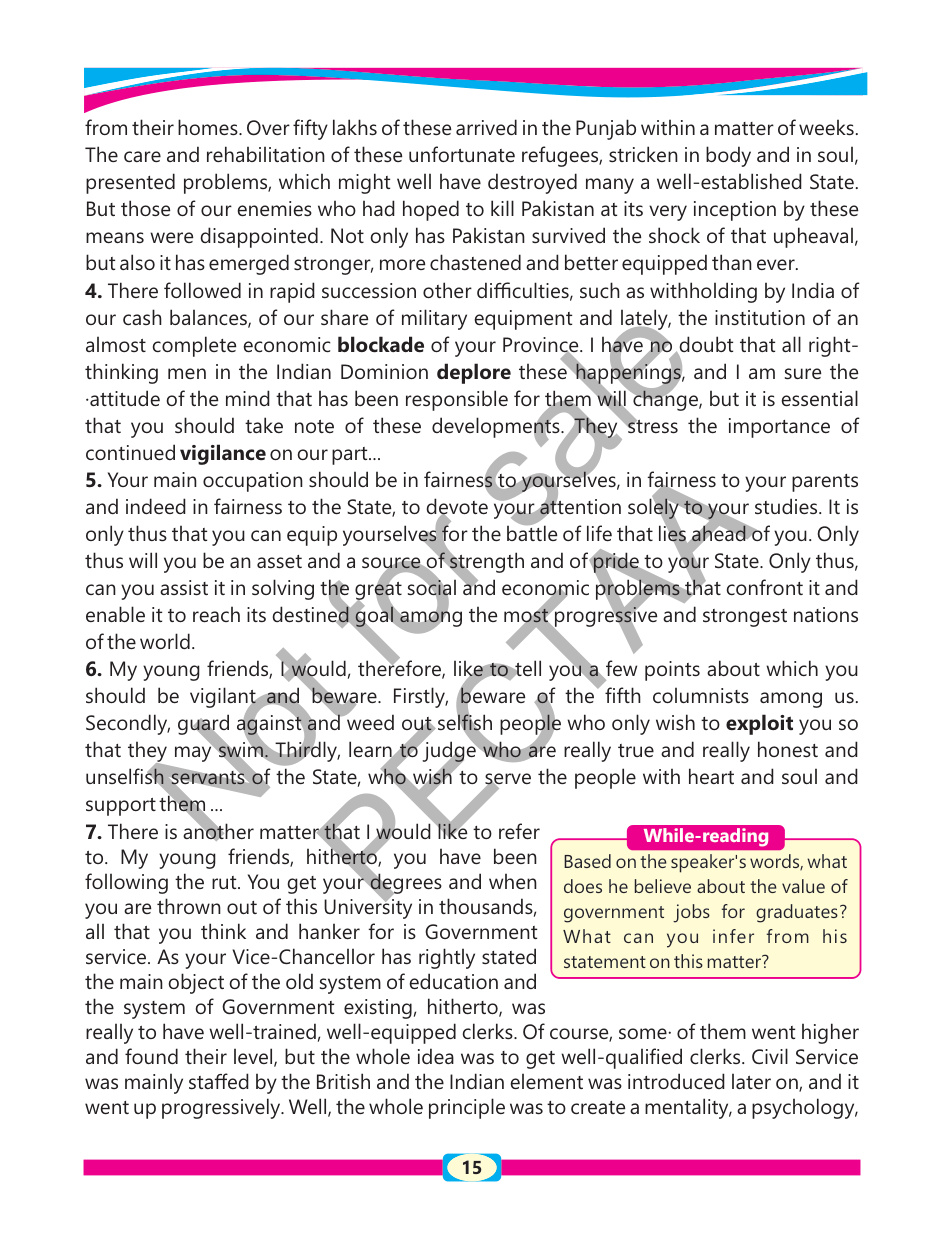 from their homes. Over fifty lakhs of these arrived in the Punjab within a matter of weeks.
The care and rehabilitation of these unfortunate refugees, stricken in body and in soul,
presented problems, which might well have destroyed many a well-established State.
But those of our enemies who had hoped to kill Pakistan at its very inception by these
means were disappointed. Not only has Pakistan survived the shock of that upheaval,
but also it has emerged stronger, more chastened and better equipped than ever.
4. There followed in rapid succession other difficulties, such as withholding by India of
our cash balances, of our share of military equipment and lately, the institution of an
almost complete economic blockade of your Province. I have no doubt that all right-
thinking men in the Indian Dominion deplore these happenings, and I am sure the
·attitude of the mind that has been responsible for them will change, but it is essential
that you should take note of these developments. They stress the importance of
continued vigilance on our part...
5. Your main occupation should be in fairness to yourselves, in fairness to your parents
and indeed in fairness to the State, to devote your attention solely to your studies. It is
only thus that you can equip yourselves for the battle of life that lies ahead of you. Only
thus will you be an asset and a source of strength and of pride to your State. Only thus,
can you assist it in solving the great social and economic problems that confront it and
enable it to reach its destined goal among the most progressive and strongest nations
of the world.
6. My young friends, I would, therefore, like to tell you a few points about which you
should be vigilant and beware. Firstly, beware of the fifth columnists among us.
Secondly, guard against and weed out selfish people who only wish to exploit you so
that they may swim. Thirdly, learn to judge who are really true and really honest and
unselfish servants of the State, who wish to serve the people with heart and soul and
support them ...
7. There is another matter that I would like to refer
to. My young friends, hitherto, you have been
following the rut. You get your degrees and when
you are thrown out of this University in thousands,
all that you think and hanker for is Government
service. As your Vice-Chancellor has rightly stated
the main object of the old system of education and
the system of Government existing, hitherto, was
really to have well-trained, well-equipped clerks. Of course, some· of them went higher
and found their level, but the whole idea was to get well-qualified clerks. Civil Service
was mainly staffed by the British and the Indian element was introduced later on, and it
went up progressively. Well, the whole principle was to create a mentality, a psychology,
While-reading
Based on the speaker's words, what
does he believe about the value of
government jobs for graduates?
What can you infer from his
statement on this matter?
15
Not for sale
PECTAA